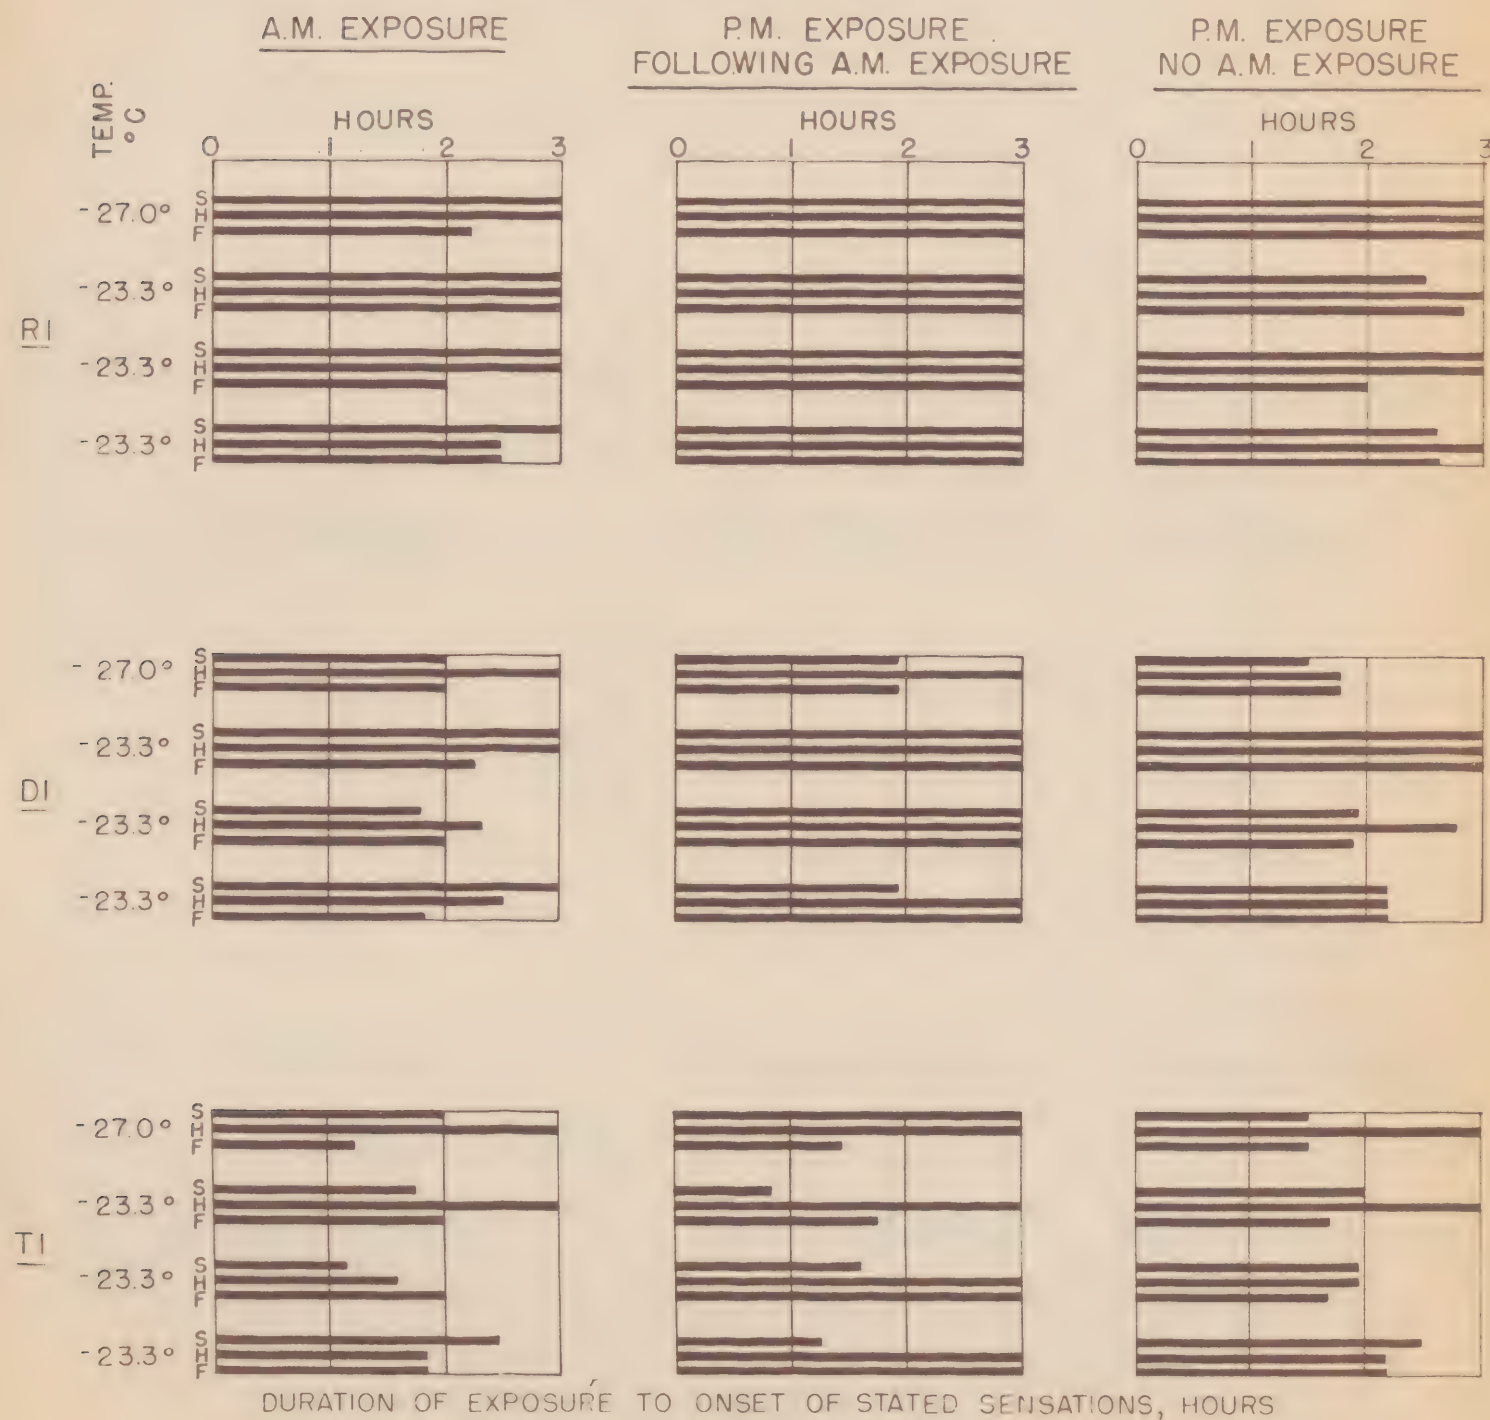 A.M. EXPOSURE
P.M. EXPOSURE
FOLLOWING A.M. EXPOSURE
P.M. EXPOSURE
NO A.M. EXPOSURE
TEMP.
°C
HOURS
0 1 2 3
HOURS
0 1 2 3
HOURS
0 1 2 3
RI
-27.0° S
H
F
-23.3° S
H
F
-23.3° S
H
F
-23.3° S
H
F
DI
-27.0° S
H
F
-23.3° S
H
F
-23.3° S
H
F
-23.3° S
H
F
TI
-27.0° S
H
F
-23.3° S
H
F
-23.3° S
H
F
-23.3° S
H
F
DURATION OF EXPOSURE TO ONSET OF STATED SENSATIONS, HOURS